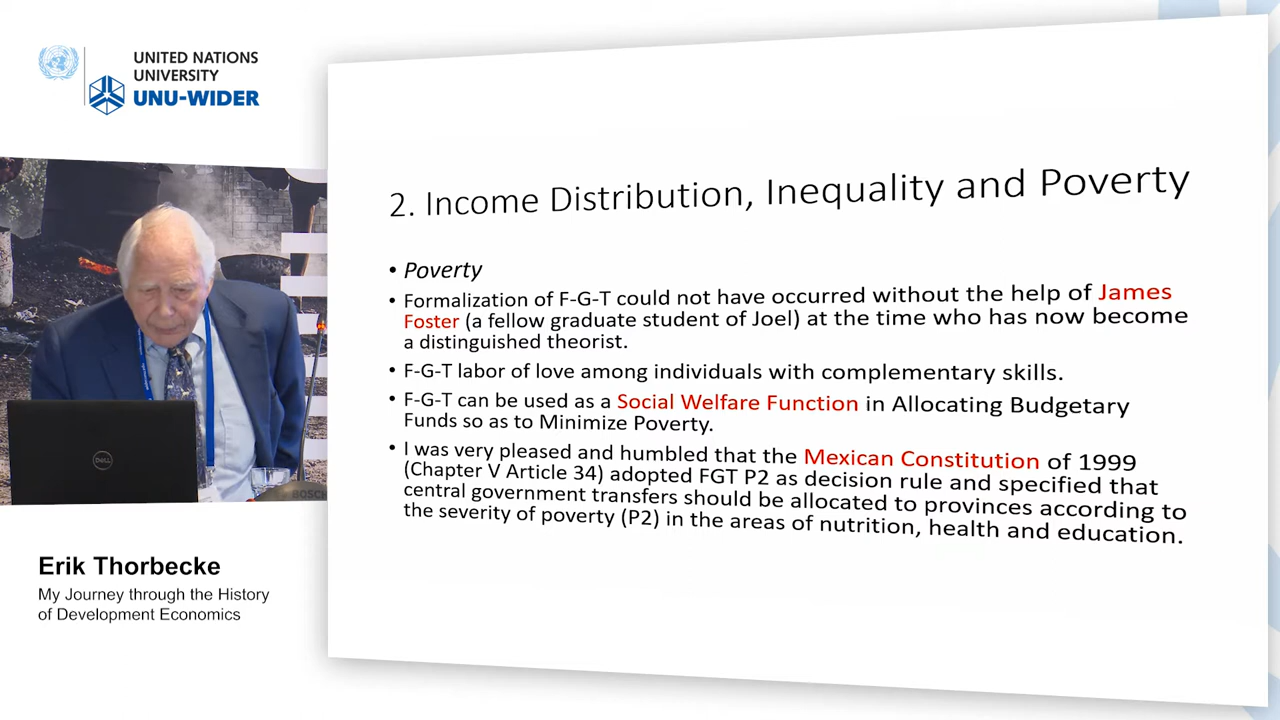 UNITED NATIONS
UNIVERSITY
UNU-WIDER
2. Income Distribution, Inequality and Poverty
• Poverty
• Formalization of F-G-T could not have occurred without the help of James
Foster (a fellow graduate student of Joel) at the time who has now become
a distinguished theorist.
• F-G-T labor of love among individuals with complementary skills.
• F-G-T can be used as a Social Welfare Function in Allocating Budgetary
Funds so as to Minimize Poverty.
• I was very pleased and humbled that the Mexican Constitution of 1999
(Chapter V Article 34) adopted FGT P2 as decision rule and specified that
central government transfers should be allocated to provinces according to
the severity of poverty (P2) in the areas of nutrition, health and education.
DELL
BOSCH
Erik Thorbecke
My Journey through the History
of Development Economics